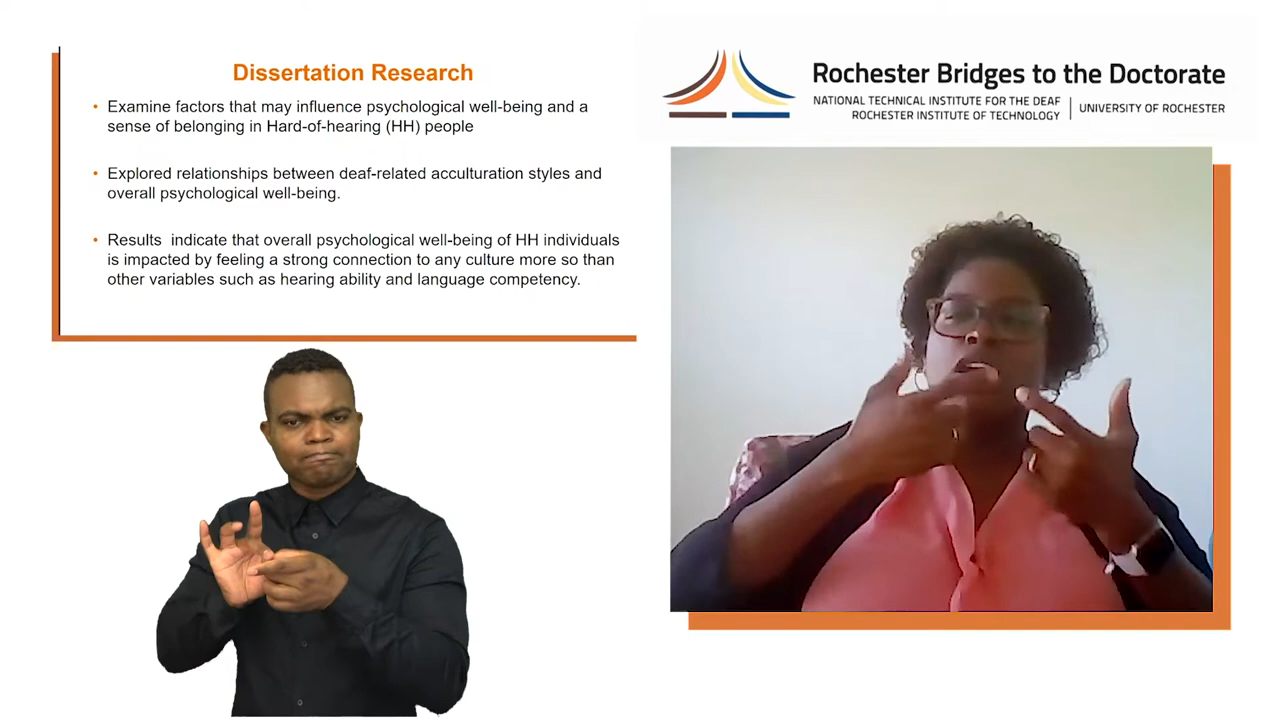 Dissertation Research
• Examine factors that may influence psychological well-being and a
sense of belonging in Hard-of-hearing (HH) people
• Explored relationships between deaf-related acculturation styles and
overall psychological well-being.
• Results indicate that overall psychological well-being of HH individuals
is impacted by feeling a strong connection to any culture more so than
other variables such as hearing ability and language competency.
Rochester Bridges to the Doctorate
NATIONAL TECHNICAL INSTITUTE FOR THE DEAF
ROCHESTER INSTITUTE OF TECHNOLOGY
UNIVERSITY OF ROCHESTER